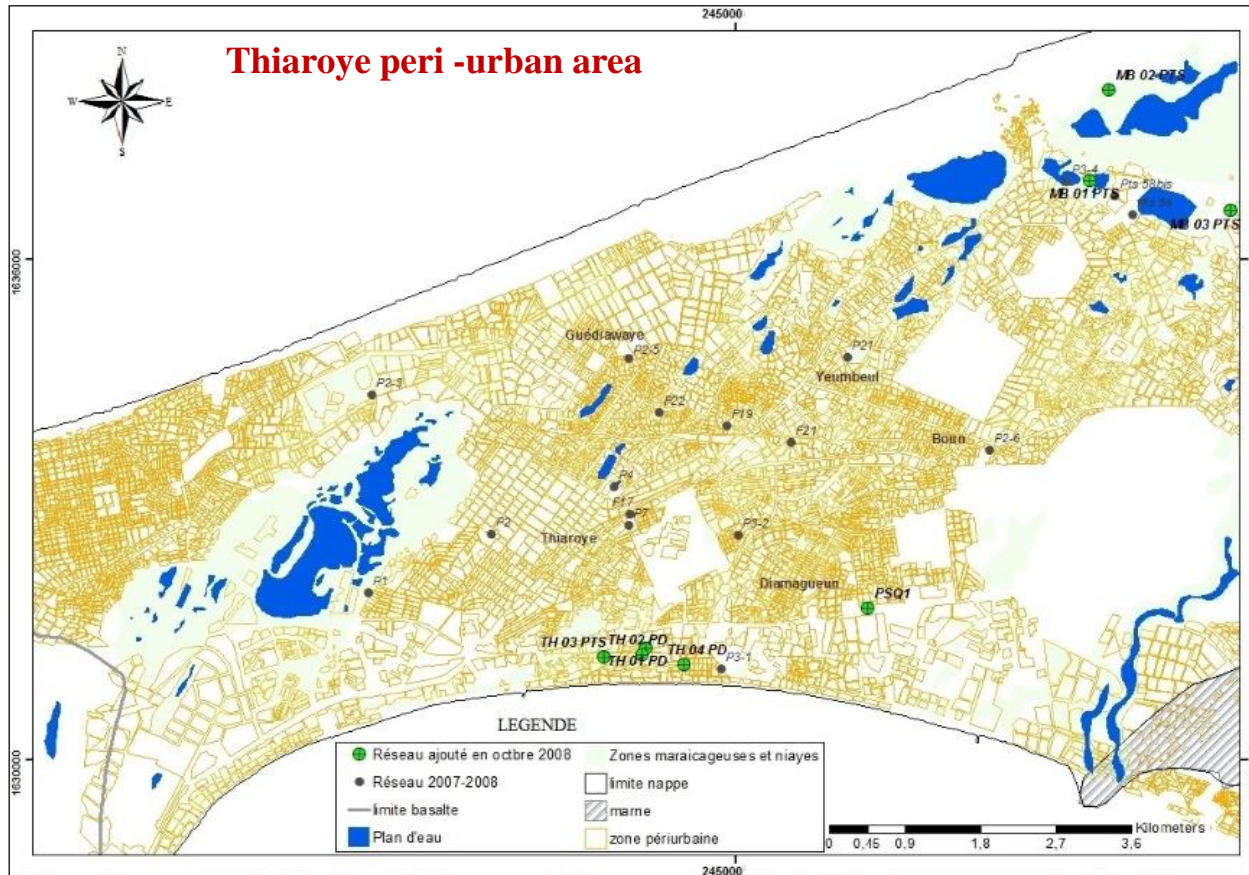 245000
Thiaroye peri -urban area
N
W E
S
MB 02 PTS
P3-4
MB 01 PTS
Pts 58bis
MB 03 PTS
1636000
Guédiawaye
P2-5
P21
Yeumbeul
P2-3
F22
P19
F21
Boun
P2-6
P4
F17
P7
P2
Thiaroye
P3-2
Diamagueun
P1
PSQ1
TH 03 PTS
TH 02 PD
TH 01 PD
TH 04 PD
P3-1
1630000
LEGENDE
Réseau ajouté en octbre 2008
Réseau 2007-2008
limite basalte
Plan d'eau
Zones maraicageuses et niayes
limite nappe
marne
zone périurbaine
Kilometers
0 0,45 0,9 1,8 2,7 3,6
245000